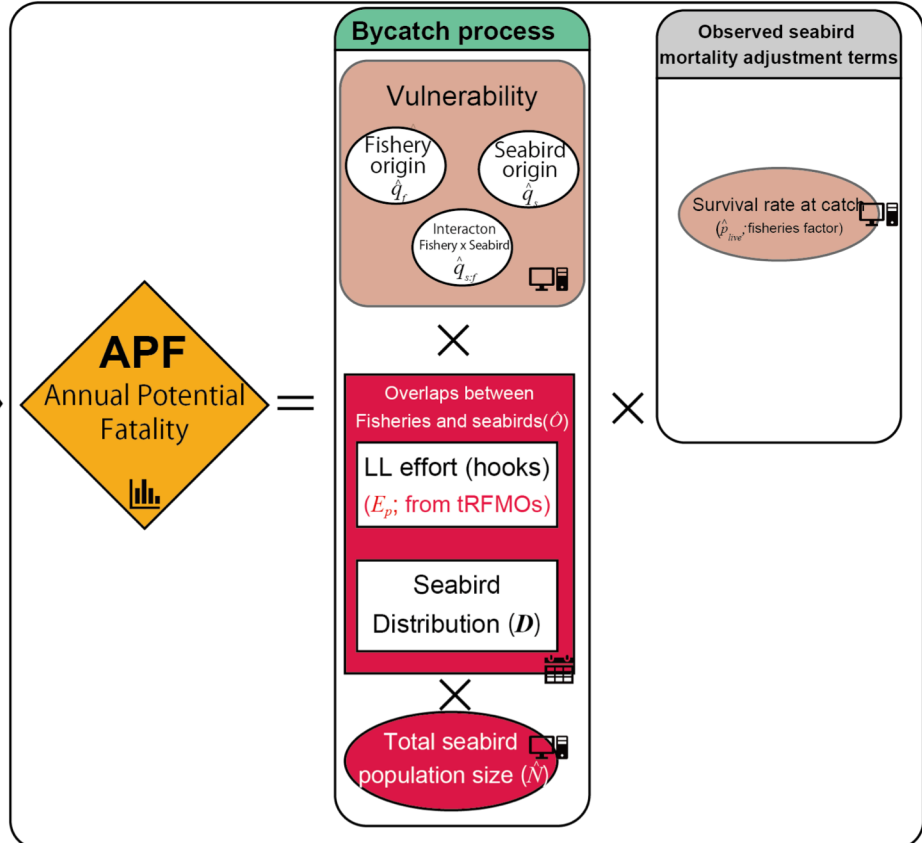 Bycatch process
Vulnerability
Fishery
origin
q̂f
Seabird
origin
q̂s
Interacton
Fishery x Seabird
q̂s:f
×
APF
Annual Potential
Fatality
=
Overlaps between
Fisheries and seabirds(Ô)
LL effort (hooks)
(Ep; from tRFMOs)
Seabird
Distribution (D)
×
Total seabird
population size (N̂)
×
Observed seabird
mortality adjustment terms
Survival rate at catch
(p̂live; fisheries factor)